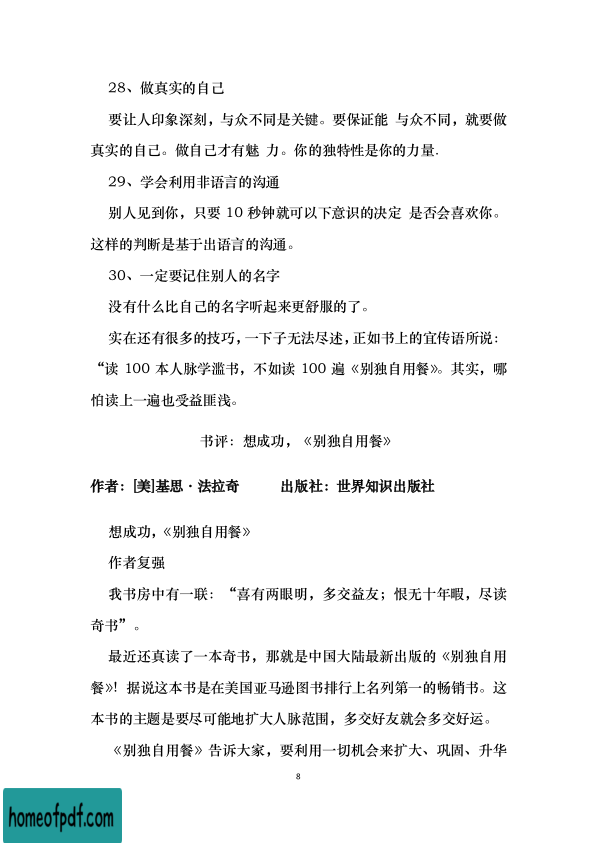 28、做真实的自己
要让人印象深刻，与众不同是关键。要保证能 与众不同，就要做
真实的自己。做自己才有魅 力。你的独特性是你的力量.
29、学会利用非语言的沟通
别人见到你，只要 10 秒钟就可以下意识的决定 是否会喜欢你。
这样的判断是基于出语言的沟通。
30、一定要记住别人的名字
没有什么比自己的名字听起来更舒服的了。
实在还有很多的技巧，一下子无法尽述，正如书上的宜传语所说：
“读 100 本人脉学滥书，不如读 100 遍《别独自用餐》。其实，哪
怕读上一遍也受益匪浅。
书评：想成功，《别独自用餐》
作者：[美]基思·法拉奇 出版社：世界知识出版社
想成功，《别独自用餐》
作者复强
我书房中有一联：“喜有两眼明，多交益友；恨无十年暇，尽读
奇书”。
最近还真读了一本奇书，那就是中国大陆最新出版的《别独自用
餐》！据说这本书是在美国亚马逊图书排行上名列第一的畅销书。这
本书的主题是要尽可能地扩大人脉范围，多交好友就会多交好运。
《别独自用餐》告诉大家，要利用一切机会来扩大、巩固、升华
8
homeofpdf.com